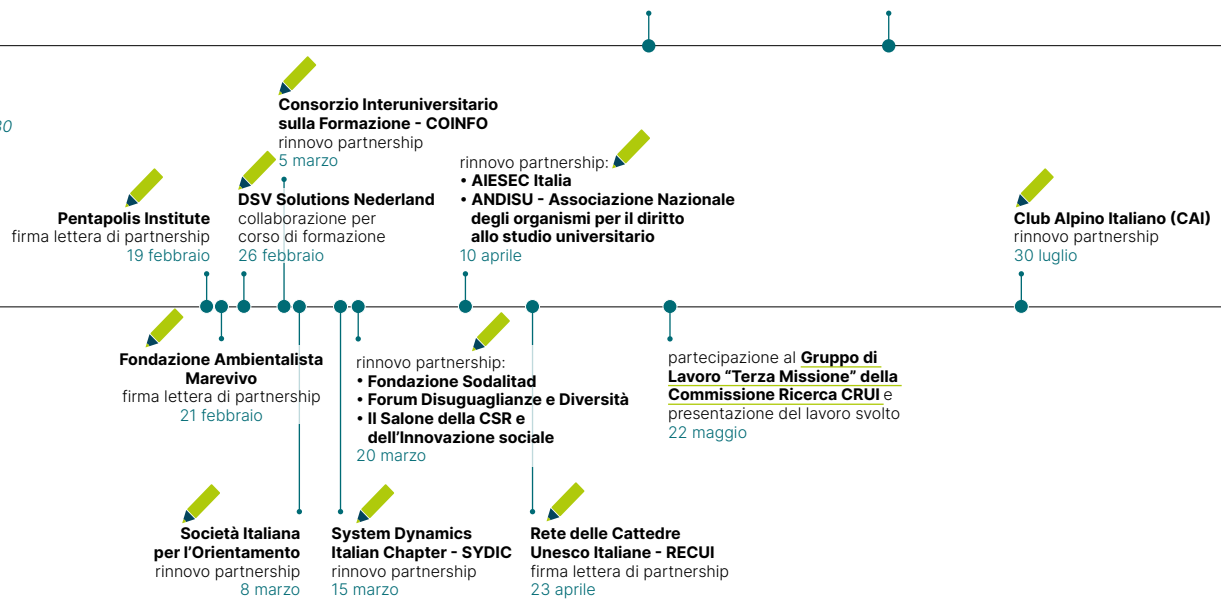 30
Consorzio Interuniversitario
sulla Formazione - COINFO
rinnovo partnership
5 marzo
rinnovo partnership:
• AIESEC Italia
• ANDISU - Associazione Nazionale
degli organismi per il diritto
allo studio universitario
10 aprile
Pentapolis Institute
firma lettera di partnership
19 febbraio
DSV Solutions Nederland
collaborazione per
corso di formazione
26 febbraio
Club Alpino Italiano (CAI)
rinnovo partnership
30 luglio
Fondazione Ambientalista
Marevivo
firma lettera di partnership
21 febbraio
rinnovo partnership:
• Fondazione Sodalitad
• Forum Disuguaglianze e Diversità
• Il Salone della CSR e
dell'Innovazione sociale
20 marzo
partecipazione al Gruppo di
Lavoro “Terza Missione” della
Commissione Ricerca CRUI e
presentazione del lavoro svolto
22 maggio
Società Italiana
per l'Orientamento
rinnovo partnership
8 marzo
System Dynamics
Italian Chapter - SYDIC
rinnovo partnership
15 marzo
Rete delle Cattedre
Unesco Italiane - RECUI
firma lettera di partnership
23 aprile